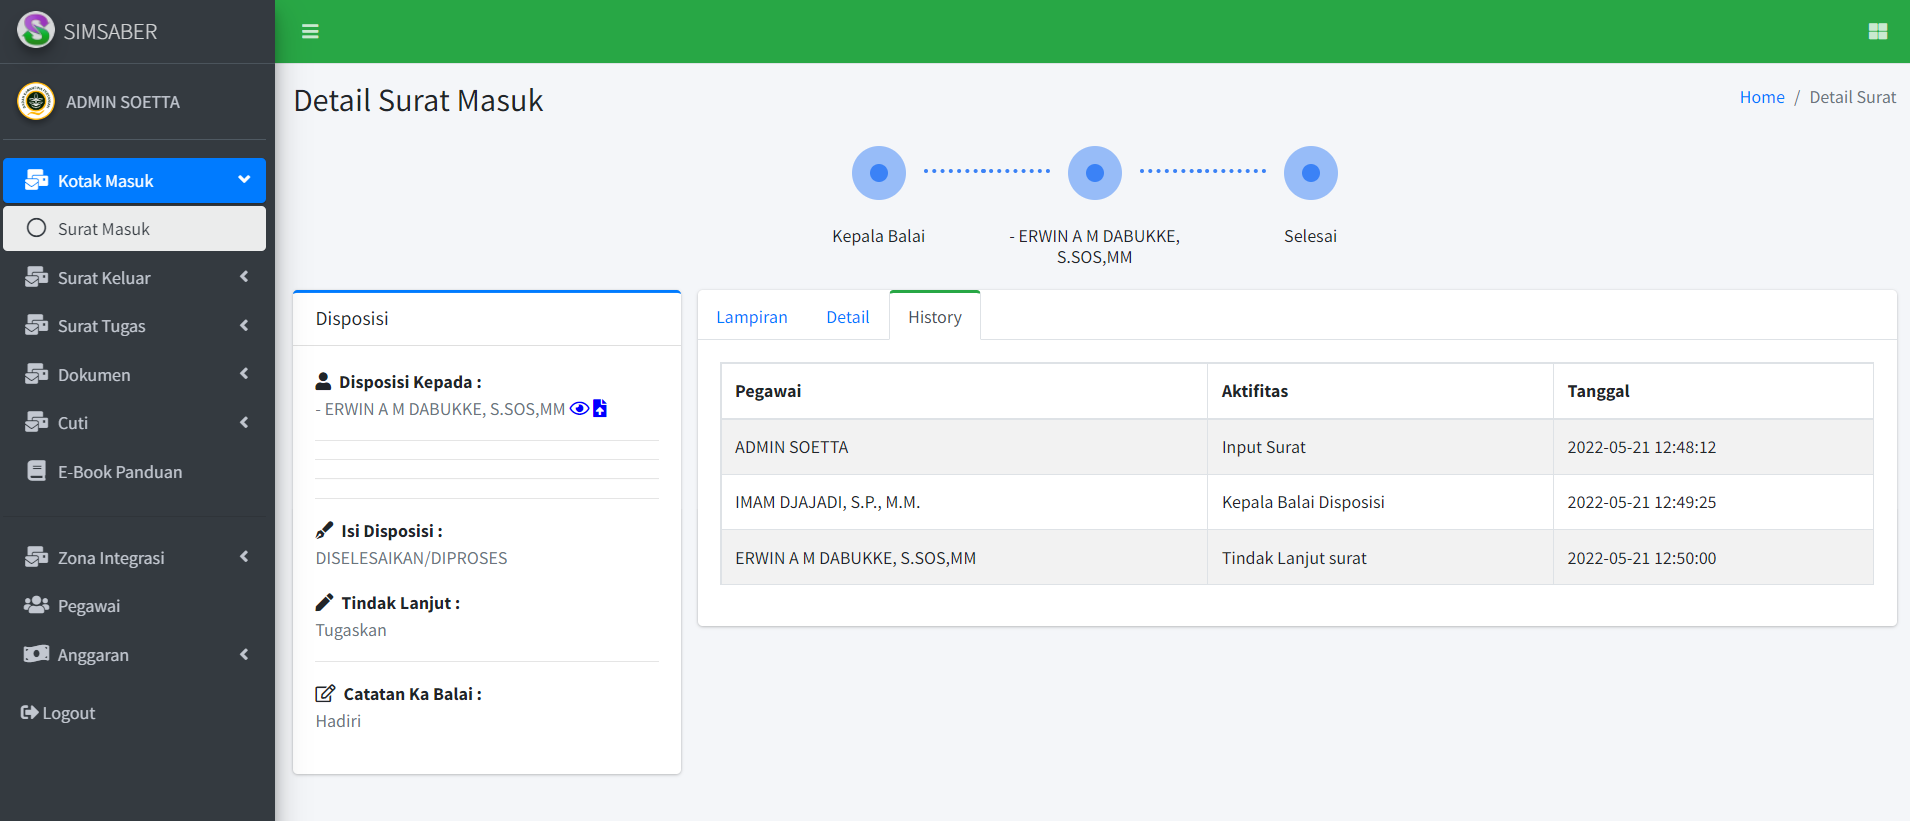 SIMSABER
ADMIN SOETTA
Kotak Masuk
Surat Masuk
Surat Keluar
Surat Tugas
Dokumen
Cuti
E-Book Panduan
Zona Integrasi
Pegawai
Anggaran
Logout
Detail Surat Masuk
Home / Detail Surat
Kepala Balai
- ERWIN A M DABUKKE,
S.SOS,MM
Selesai
Disposisi
Disposisi Kepada :
- ERWIN A M DABUKKE, S.SOS,MM
Isi Disposisi :
DISELESAIKAN/DIPROSES
Tindak Lanjut :
Tugaskan
Catatan Ka Balai :
Hadiri
Lampiran Detail History
Pegawai Aktifitas Tanggal
ADMIN SOETTA Input Surat 2022-05-21 12:48:12
IMAM DJAJADI, S.P., M.M. Kepala Balai Disposisi 2022-05-21 12:49:25
ERWIN A M DABUKKE, S.SOS,MM Tindak Lanjut surat 2022-05-21 12:50:00